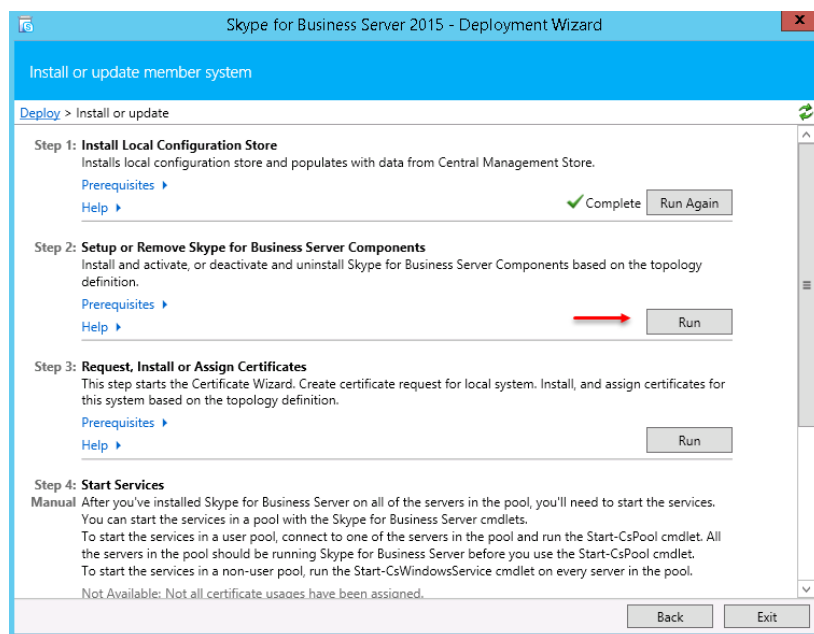 Skype for Business Server 2015 - Deployment Wizard
Install or update member system
Deploy > Install or update
Step 1: Install Local Configuration Store
Installs local configuration store and populates with data from Central Management Store.
Prerequisites
Help
Complete
Run Again
Step 2: Setup or Remove Skype for Business Server Components
Install and activate, or deactivate and uninstall Skype for Business Server Components based on the topology
definition.
Prerequisites
Help
Run
Step 3: Request, Install or Assign Certificates
This step starts the Certificate Wizard. Create certificate request for local system. Install, and assign certificates for
this system based on the topology definition.
Prerequisites
Help
Run
Step 4: Start Services
Manual After you've installed Skype for Business Server on all of the servers in the pool, you'll need to start the services.
You can start the services in a pool with the Skype for Business Server cmdlets.
To start the services in a user pool, connect to one of the servers in the pool and run the Start-CsPool cmdlet. All
the servers in the pool should be running Skype for Business Server before you use the Start-CsPool cmdlet.
To start the services in a non-user pool, run the Start-CsWindowsService cmdlet on every server in the pool.
Not Available: Not all certificate usages have been assigned.
Back
Exit